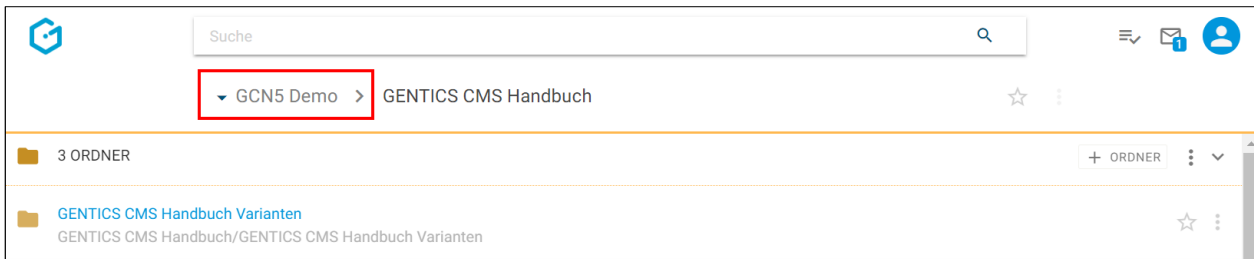 Suche
1
GCN5 Demo > GENTICS CMS Handbuch
3 ORDNER
+ ORDNER
GENTICS CMS Handbuch Varianten
GENTICS CMS Handbuch/GENTICS CMS Handbuch Varianten